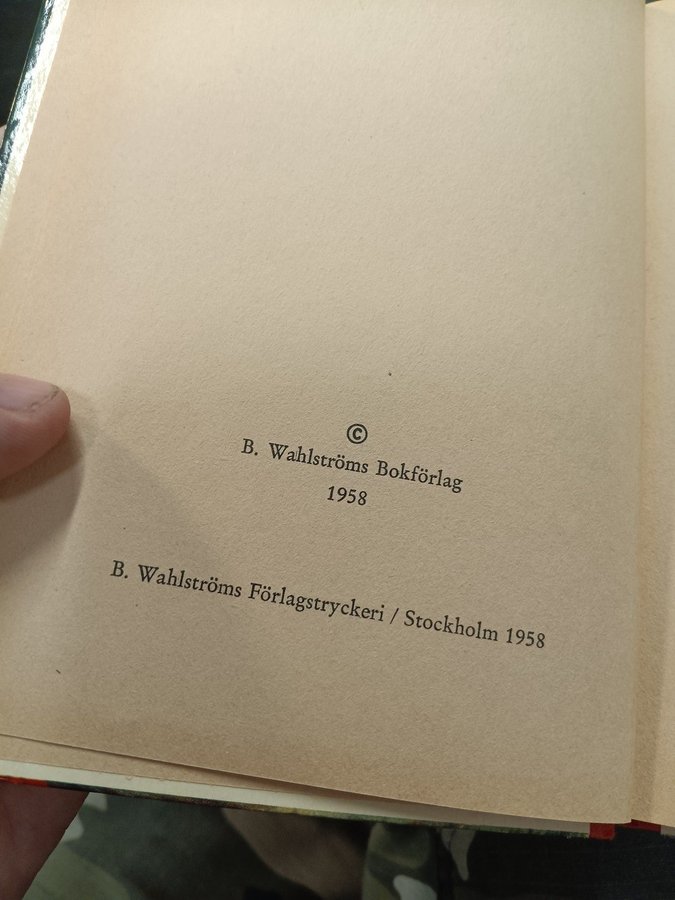 ©
B. Wahlströms Bokförlag
1958
B. Wahlströms Förlagstryckeri / Stockholm 1958